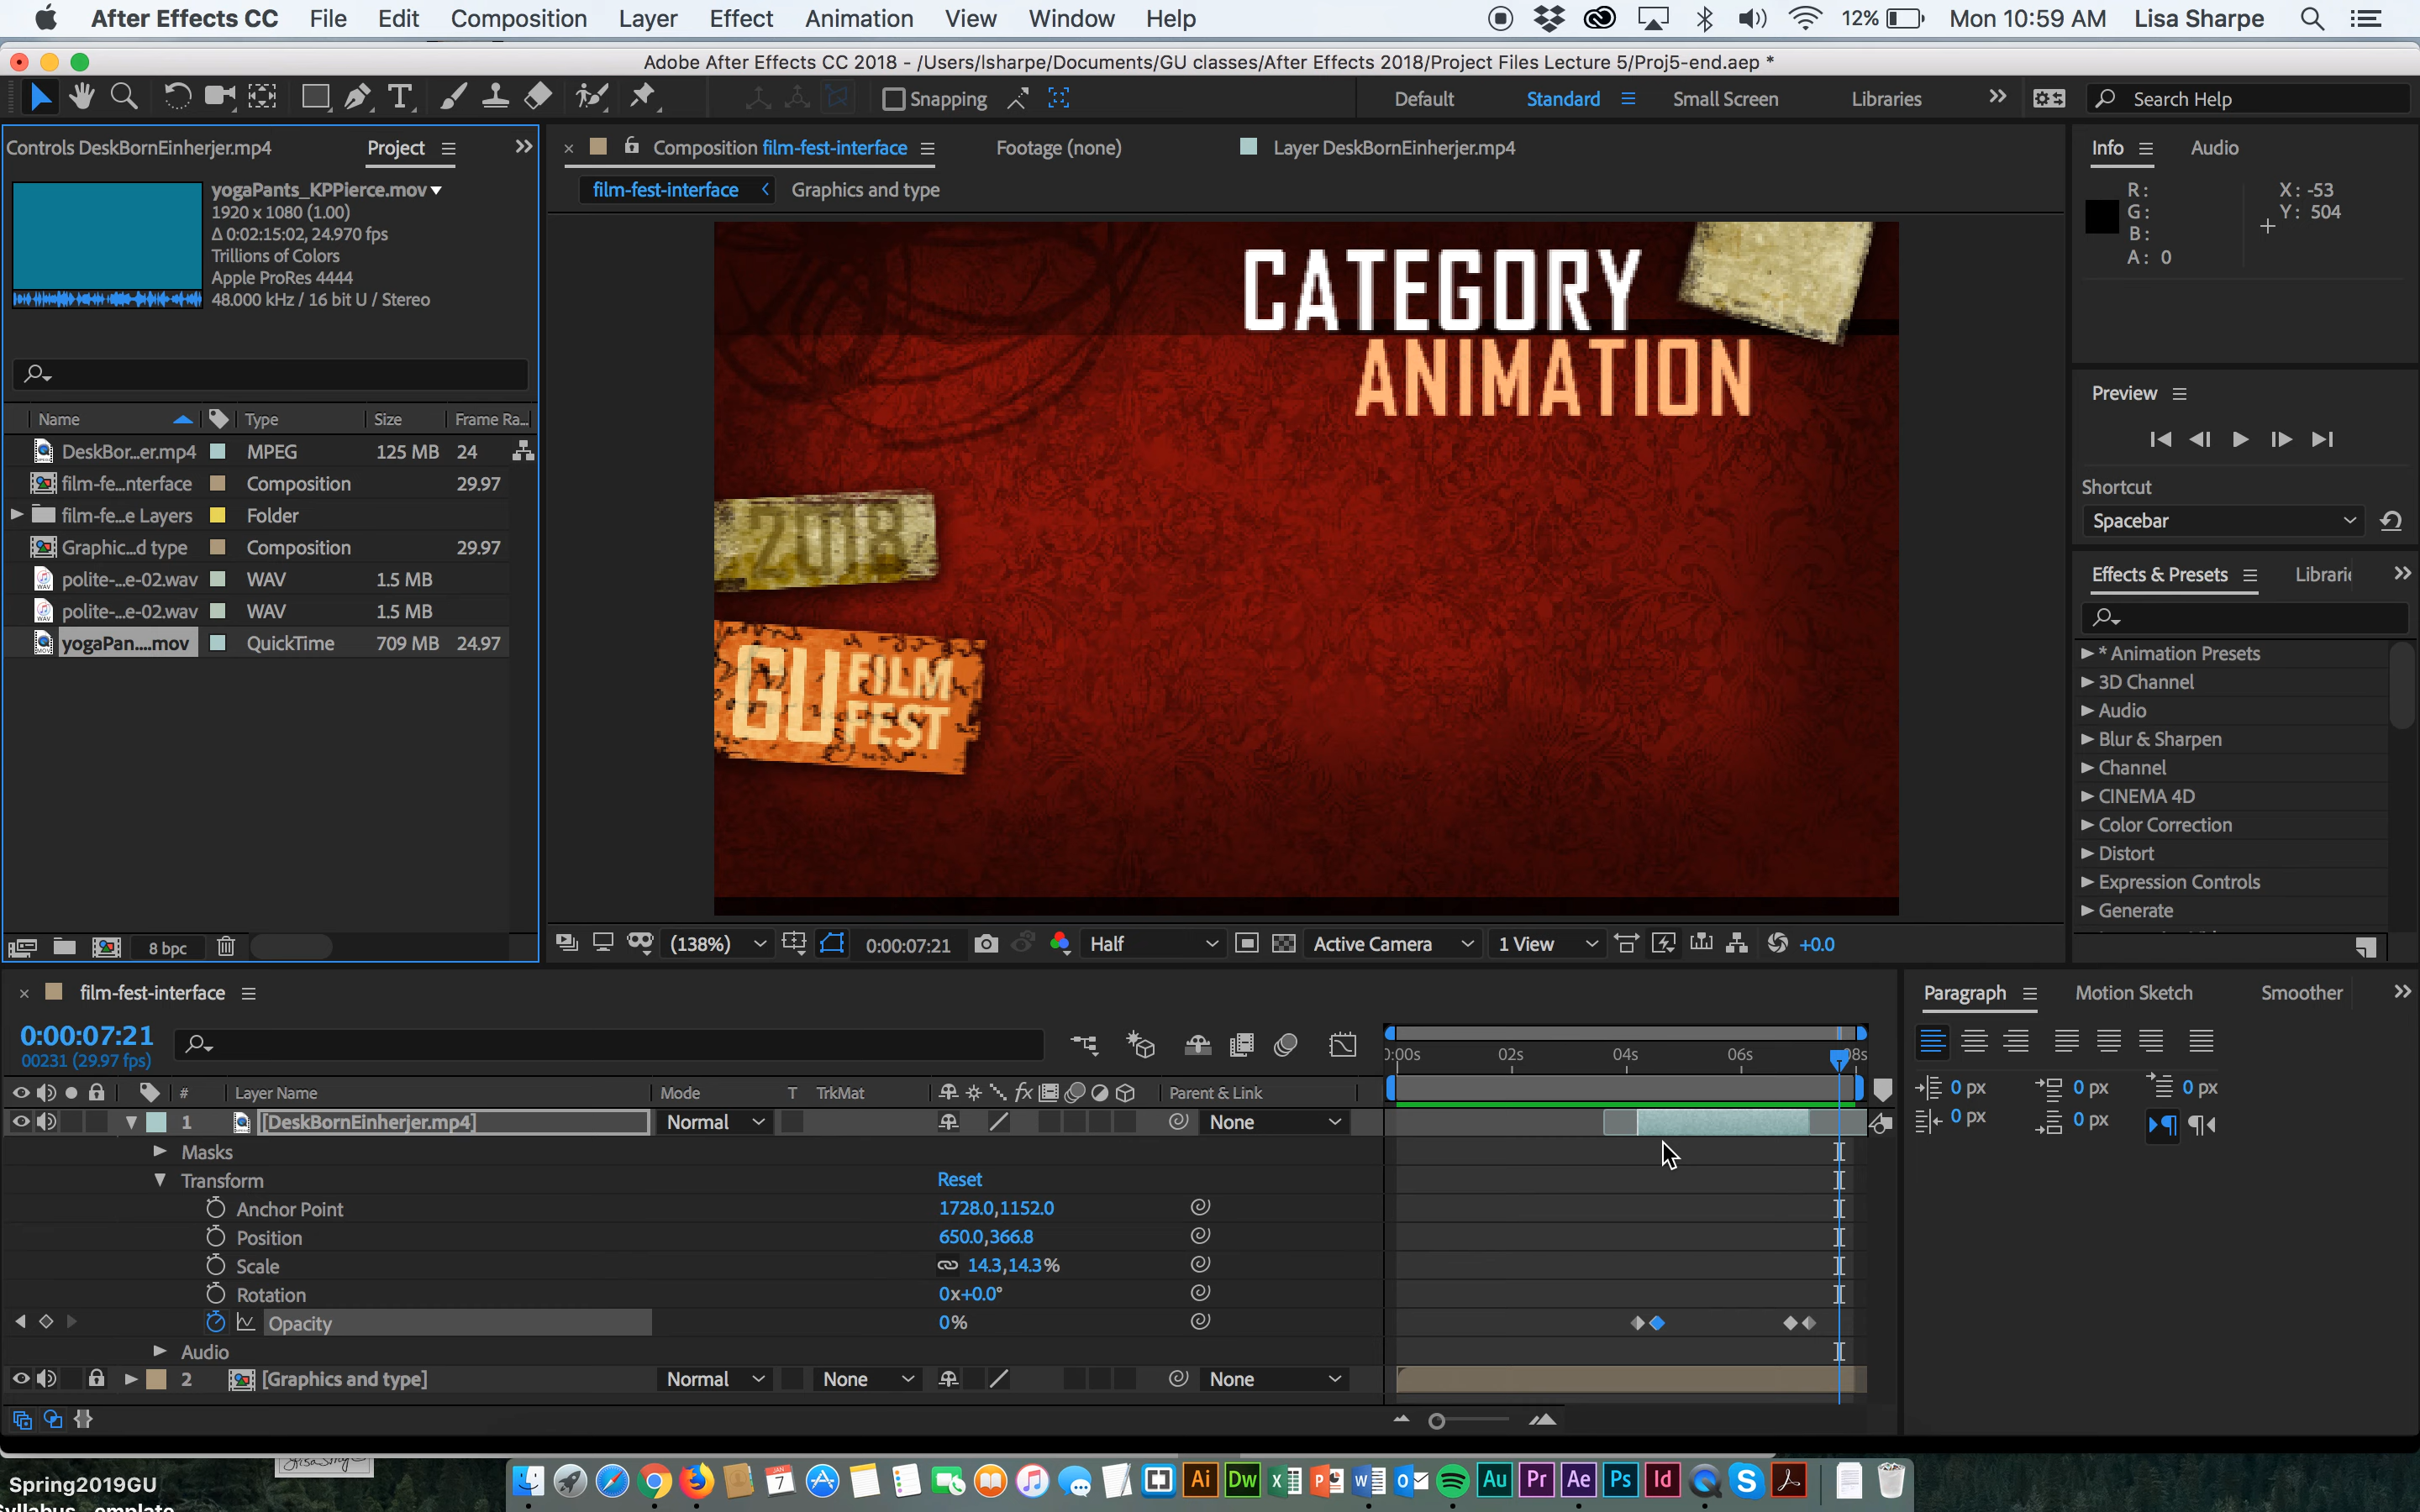 After Effects CC File Edit Composition Layer Effect Animation View Window Help 12% Mon 10:59 AM Lisa Sharpe
Adobe After Effects CC 2018 - /Users/lsharpe/Documents/GU classes/After Effects 2018/Project Files Lecture 5/Proj5-end.aep *
Snapping Default Standard Small Screen Libraries Search Help
Controls DeskBornEinherjer.mp4 Project
Composition film-fest-interface Footage (none) Layer DeskBornEinherjer.mp4
film-fest-interface Graphics and type
yogaPants_KPPierce.mov
1920 x 1080 (1.00)
Δ 0:02:15:02, 24.970 fps
Trillions of Colors
Apple ProRes 4444
48.000 kHz / 16 bit U / Stereo
Name Type Size Frame Ra...
DeskBor...er.mp4 MPEG 125 MB 24
film-fe...nterface Composition 29.97
film-fe...e Layers Folder
Graphic...d type Composition 29.97
polite-...e-02.wav WAV 1.5 MB
polite-...e-02.wav WAV 1.5 MB
yogaPan....mov QuickTime 709 MB 24.97
8 bpc
CATEGORY
ANIMATION
2018
GU FILM
FEST
(138%) 0:00:07:21 Half Active Camera 1 View +0.0
Info Audio
R: X: -53
G: Y: 504
B:
A: 0
Preview
Shortcut
Spacebar
Effects & Presets Librarie
* Animation Presets
3D Channel
Audio
Blur & Sharpen
Channel
CINEMA 4D
Color Correction
Distort
Expression Controls
Generate
film-fest-interface
0:00:07:21
00231 (29.97 fps)
):00s 02s 04s 06s 08s
# Layer Name Mode T TrkMat fx Parent & Link
1 [DeskBornEinherjer.mp4] Normal None
Masks
Transform Reset
Anchor Point 1728.0,1152.0
Position 650.0,366.8
Scale 14.3,14.3%
Rotation 0x+0.0°
Opacity 0%
Audio
2 [Graphics and type] Normal None None
Paragraph Motion Sketch Smoother
0 px 0 px 0 px
0 px 0 px
Spring2019GU
JAN 7 Ai Dw Au Pr Ae Ps Id